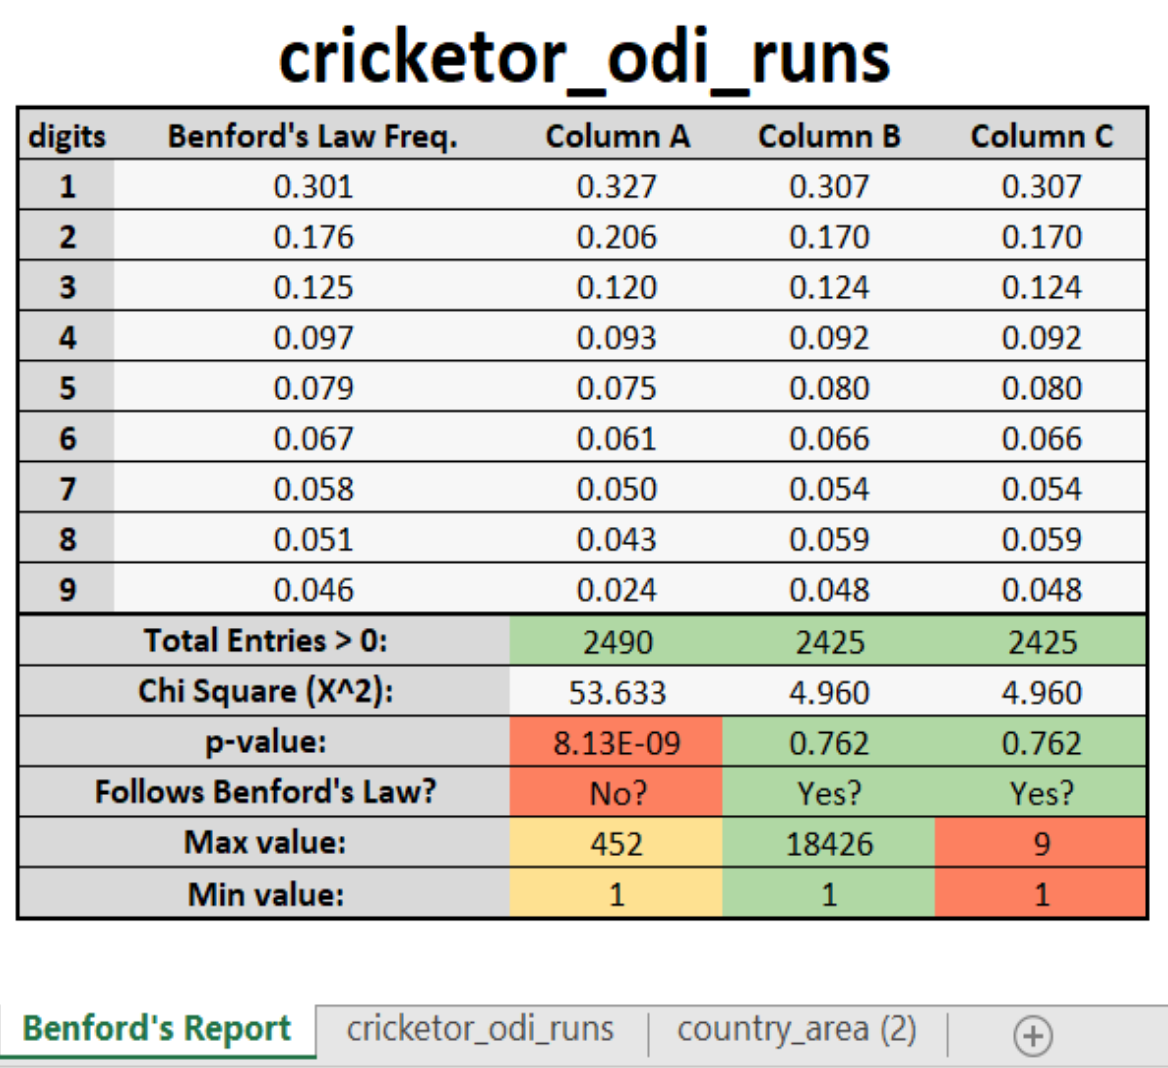 cricketor_odi_runs
digits Benford's Law Freq. Column A Column B Column C
1 0.301 0.327 0.307 0.307
2 0.176 0.206 0.170 0.170
3 0.125 0.120 0.124 0.124
4 0.097 0.093 0.092 0.092
5 0.079 0.075 0.080 0.080
6 0.067 0.061 0.066 0.066
7 0.058 0.050 0.054 0.054
8 0.051 0.043 0.059 0.059
9 0.046 0.024 0.048 0.048
Total Entries > 0: 2490 2425 2425
Chi Square (X^2): 53.633 4.960 4.960
p-value: 8.13E-09 0.762 0.762
Follows Benford's Law? No? Yes? Yes?
Max value: 452 18426 9
Min value: 1 1 1
Benford's Report cricketor_odi_runs country_area (2)